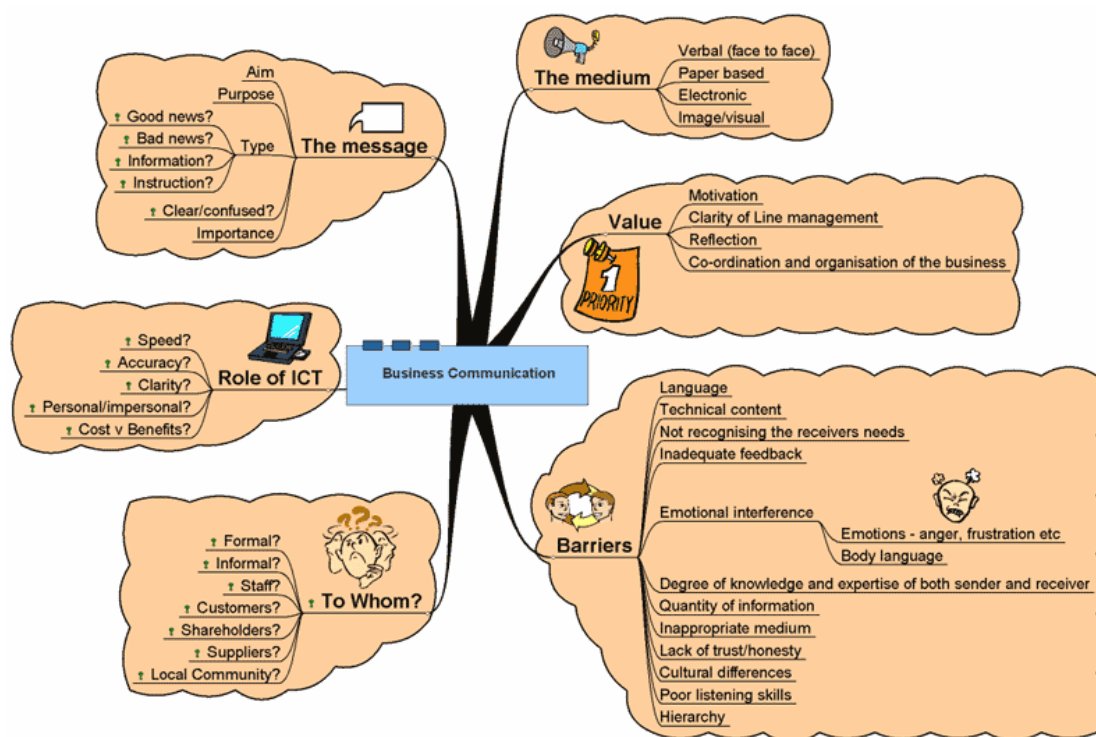 Business Communication
The message
Aim
Purpose
Type
Good news?
Bad news?
Information?
Instruction?
Clear/confused?
Importance
The medium
Verbal (face to face)
Paper based
Electronic
Image/visual
Value
1
PRIORITY
Motivation
Clarity of Line management
Reflection
Co-ordination and organisation of the business
Role of ICT
Speed?
Accuracy?
Clarity?
Personal/impersonal?
Cost v Benefits?
To Whom?
???
Formal?
Informal?
Staff?
Customers?
Shareholders?
Suppliers?
Local Community?
Barriers
Language
Technical content
Not recognising the receivers needs
Inadequate feedback
Emotional interference
Emotions - anger, frustration etc
Body language
Degree of knowledge and expertise of both sender and receiver
Quantity of information
Inappropriate medium
Lack of trust/honesty
Cultural differences
Poor listening skills
Hierarchy